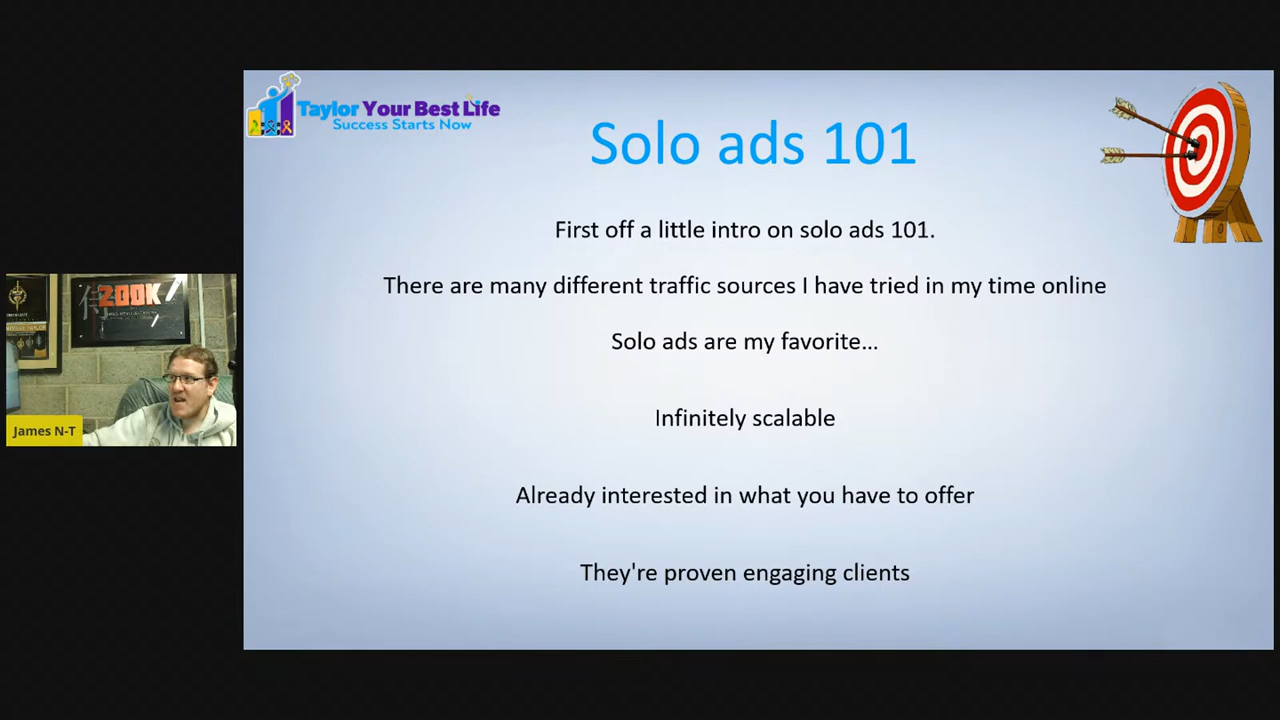 Taylor Your Best Life
Success Starts Now
Solo ads 101
First off a little intro on solo ads 101.
There are many different traffic sources I have tried in my time online
Solo ads are my favorite...
Infinitely scalable
Already interested in what you have to offer
They're proven engaging clients
200K
James N-T